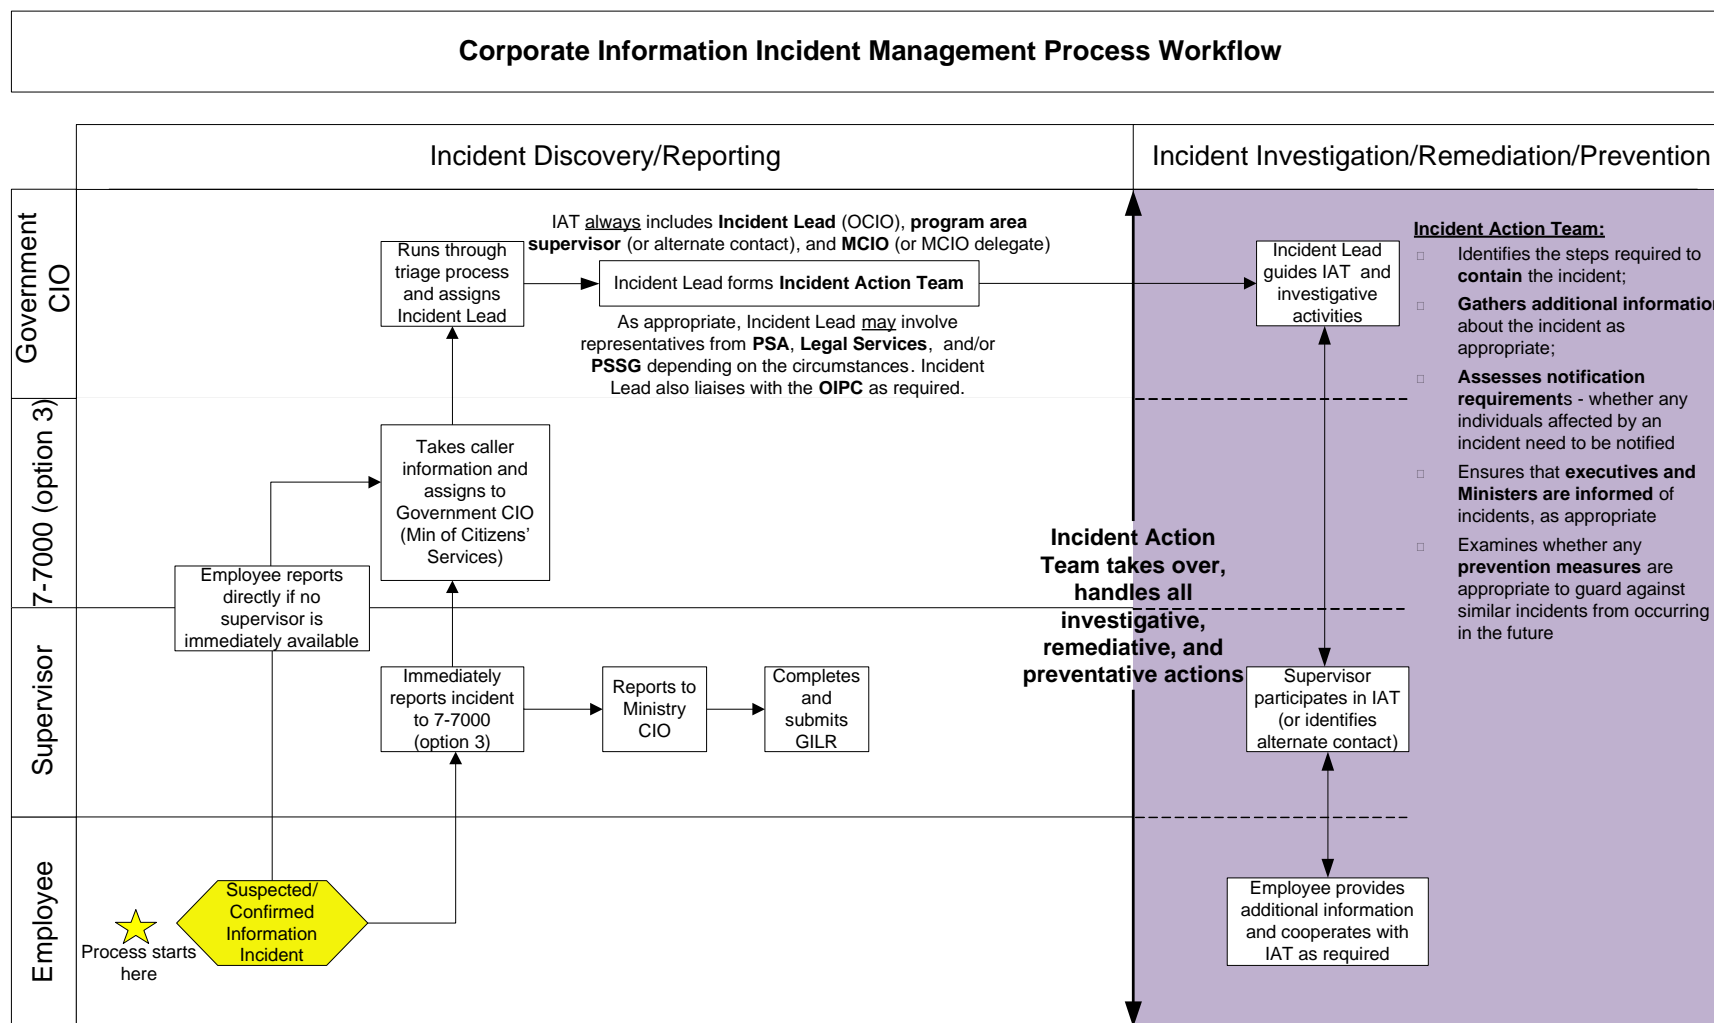 Corporate Information Incident Management Process Workflow
Incident Discovery/Reporting
Incident Investigation/Remediation/Prevention
Government
CIO
IAT always includes Incident Lead (OCIO), program area
supervisor (or alternate contact), and MCIO (or MCIO delegate)
Runs through
triage process
and assigns
Incident Lead
Incident Lead forms Incident Action Team
As appropriate, Incident Lead may involve
representatives from PSA, Legal Services, and/or
PSSG depending on the circumstances. Incident
Lead also liaises with the OIPC as required.
Incident Lead
guides IAT and
investigative
activities
Incident Action Team:
Identifies the steps required to
contain the incident;
Gathers additional information
about the incident as
appropriate;
Assesses notification
requirements - whether any
individuals affected by an
incident need to be notified
Ensures that executives and
Ministers are informed of
incidents, as appropriate
Examines whether any
prevention measures are
appropriate to guard against
similar incidents from occurring
in the future
7-7000 (option 3)
Takes caller
information and
assigns to
Government CIO
(Min of Citizens'
Services)
Employee reports
directly if no
supervisor is
immediately available
Incident Action
Team takes over,
handles all
investigative,
remediative, and
preventative actions
Supervisor
Immediately
reports incident
to 7-7000
(option 3)
Reports to
Ministry
CIO
Completes
and
submits
GILR
Supervisor
participates in IAT
(or identifies
alternate contact)
Employee
Process starts
here
Suspected/
Confirmed
Information
Incident
Employee provides
additional information
and cooperates with
IAT as required